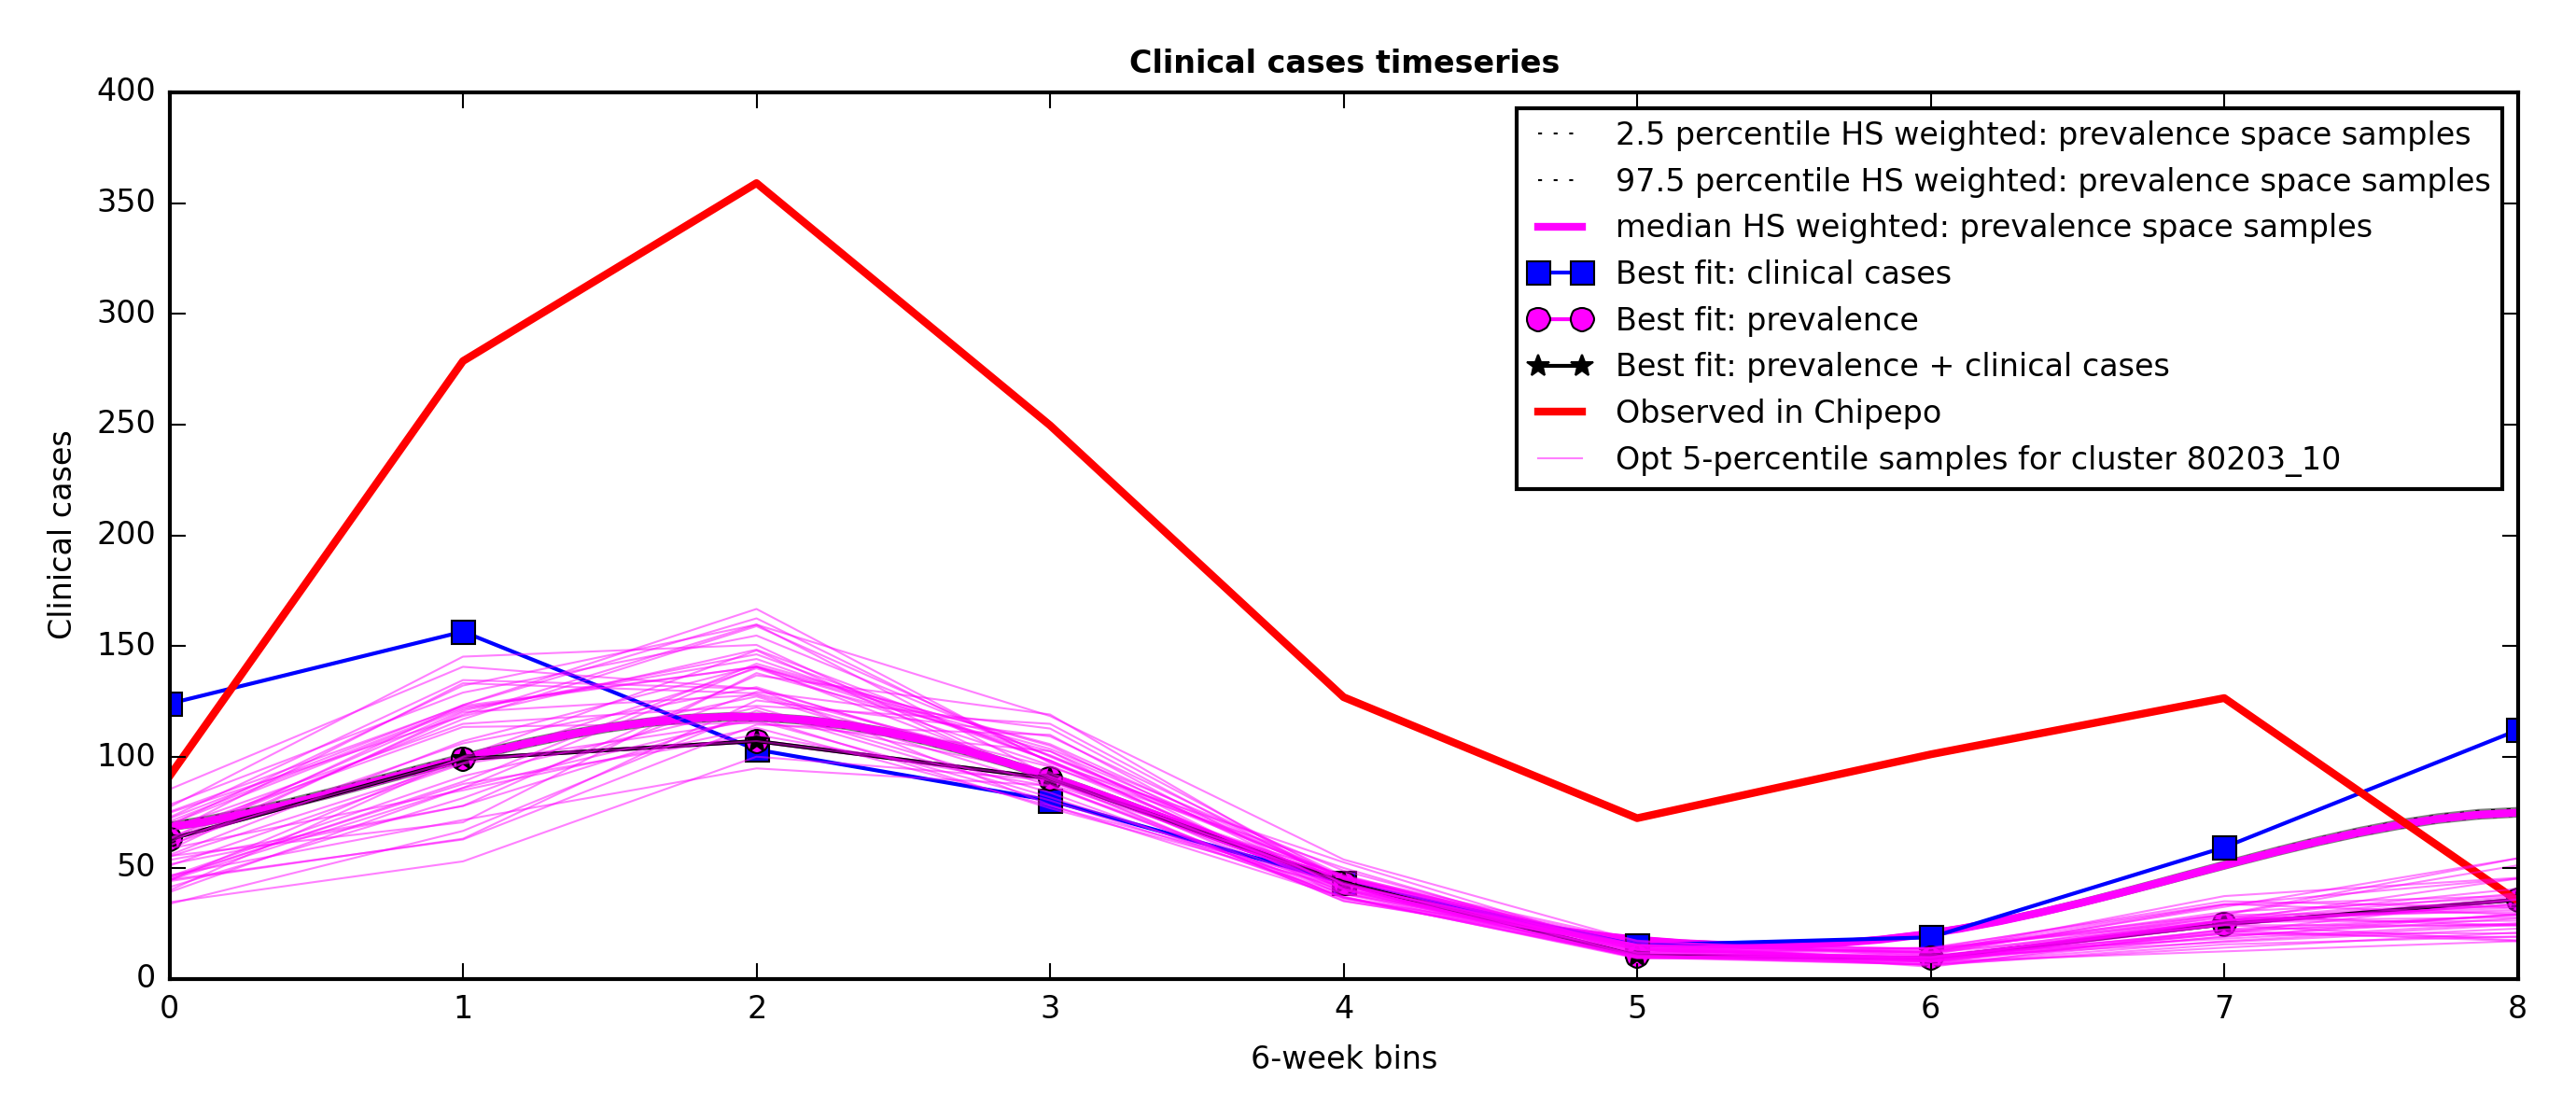 Clinical cases timeseries
400
350
300
250
200
150
100
50
0
Clinical cases
2.5 percentile HS weighted: prevalence space samples
97.5 percentile HS weighted: prevalence space samples
median HS weighted: prevalence space samples
Best fit: clinical cases
Best fit: prevalence
Best fit: prevalence + clinical cases
Observed in Chipepo
Opt 5-percentile samples for cluster 80203_10
0 1 2 3 4 5 6 7 8
6-week bins